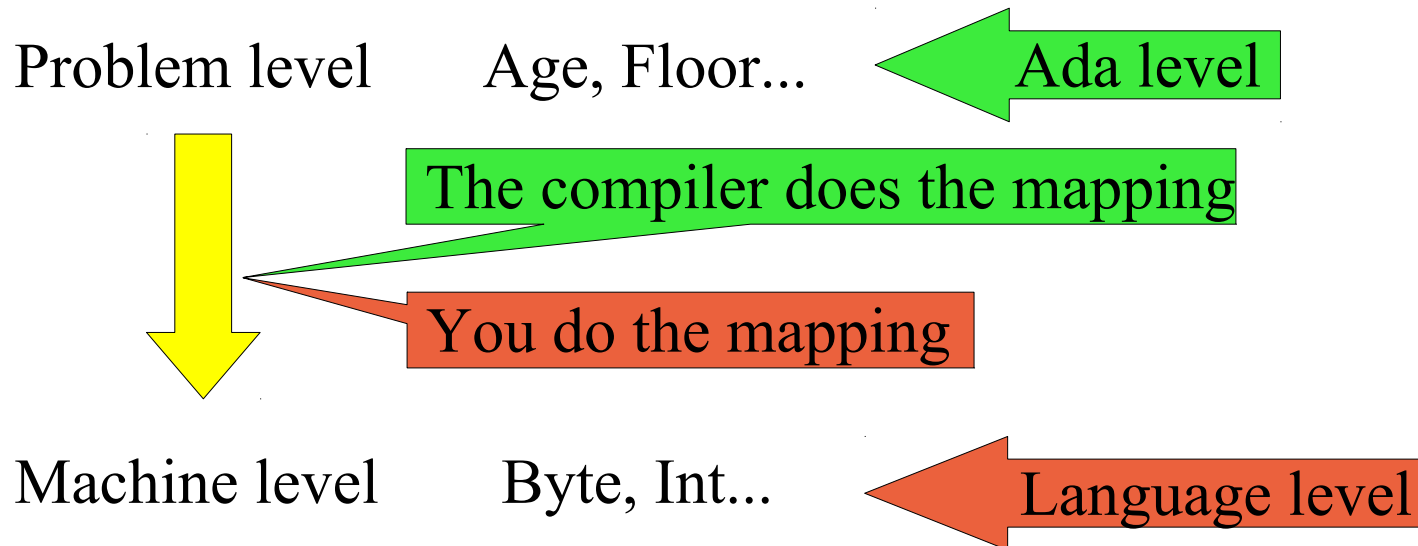 Problem level Age, Floor... Ada level
The compiler does the mapping
You do the mapping
Machine level Byte, Int... Language level